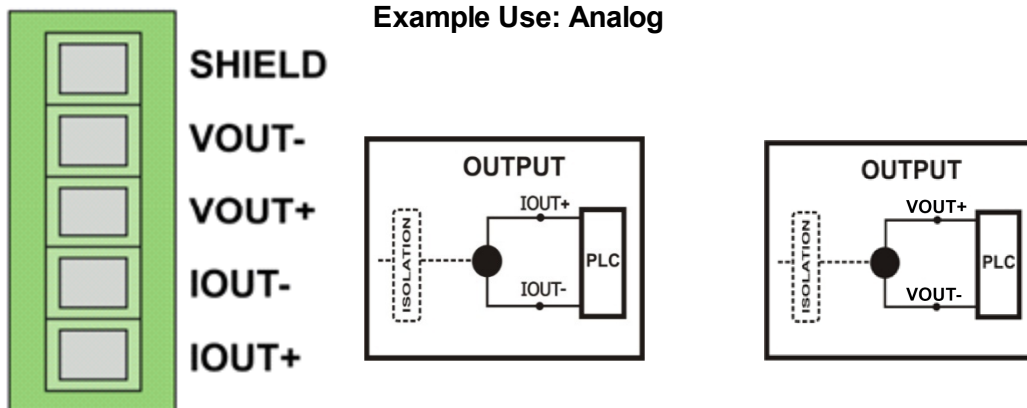 Example Use: Analog
SHIELD
VOUT-
VOUT+
IOUT-
IOUT+
OUTPUT
IOUT+
ISOLATION
PLC
IOUT-
OUTPUT
VOUT+
ISOLATION
PLC
VOUT-